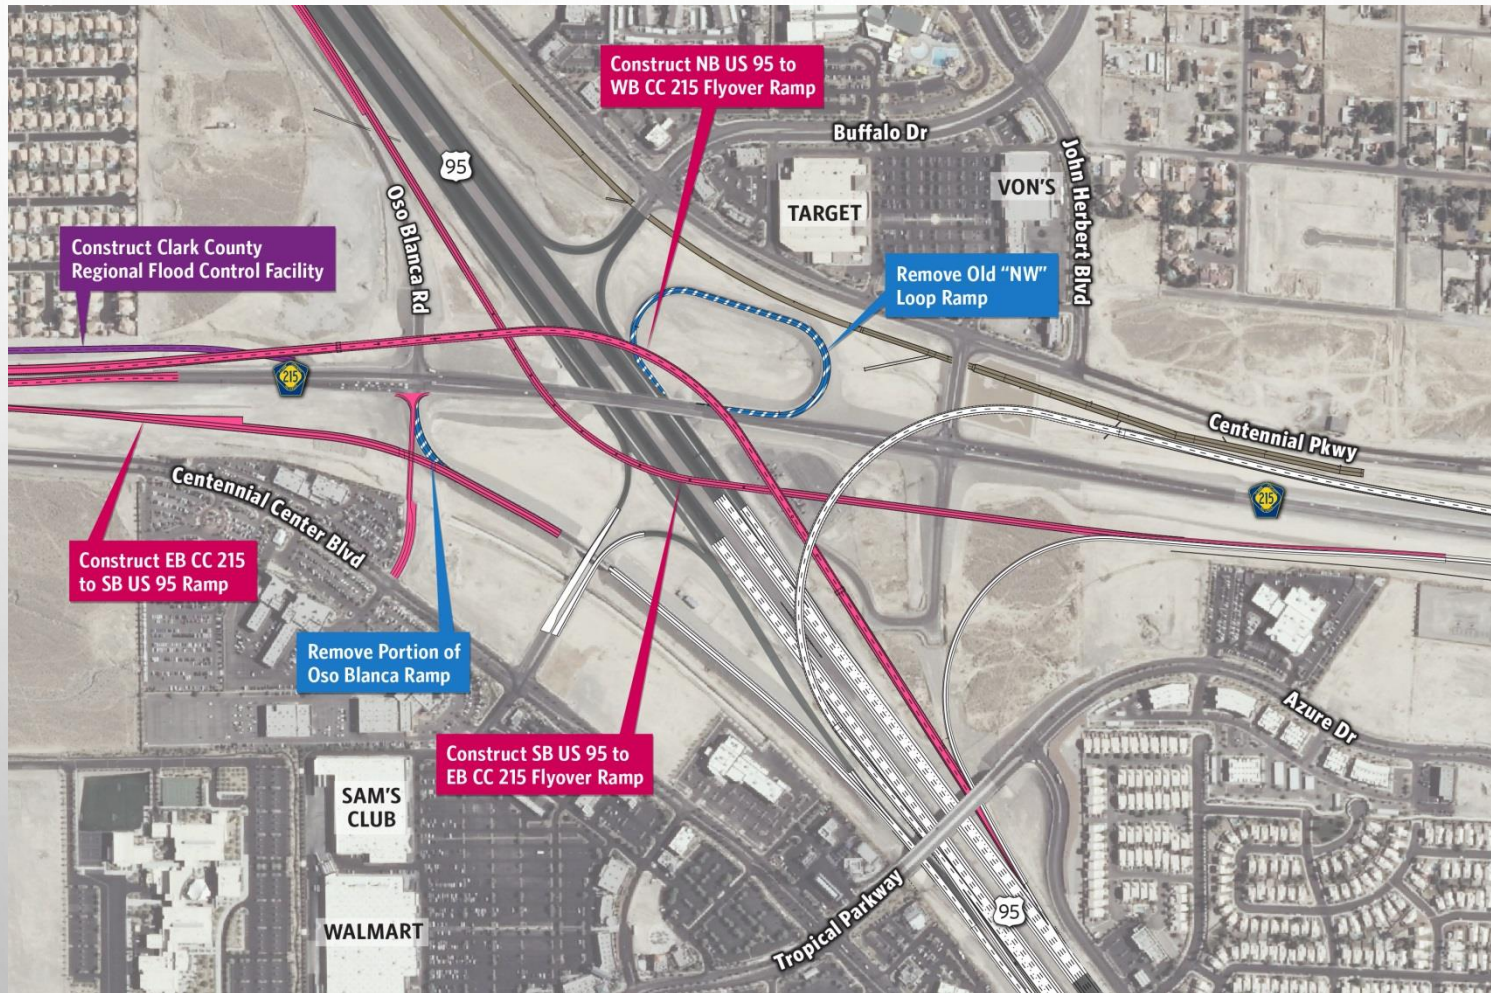 Construct NB US 95 to
WB CC 215 Flyover Ramp
Buffalo Dr
95
John Herbert Blvd
VON'S
TARGET
Oso Blanca Rd
Construct Clark County
Regional Flood Control Facility
Remove Old “NW”
Loop Ramp
215
Centennial Pkwy
215
Centennial Center Blvd
Construct EB CC 215
to SB US 95 Ramp
Remove Portion of
Oso Blanca Ramp
Construct SB US 95 to
EB CC 215 Flyover Ramp
Azure Dr
SAM'S
CLUB
WALMART
Tropical Parkway
95